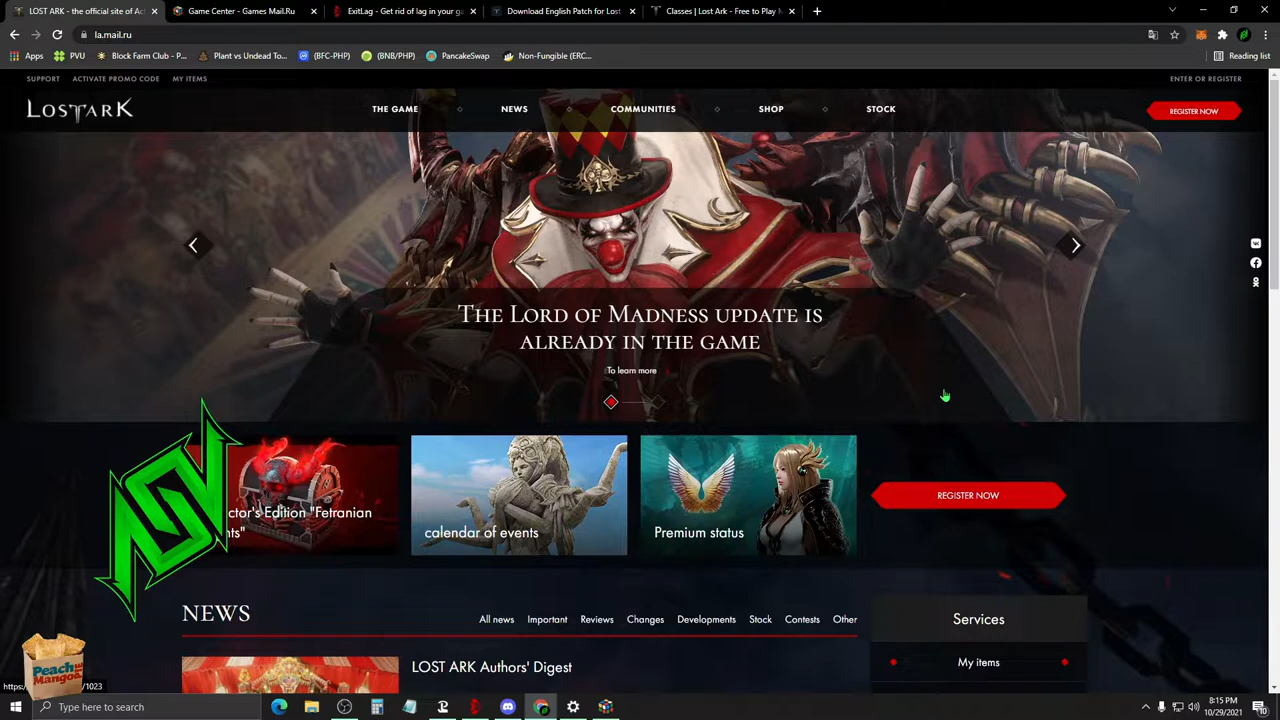 LOST ARK - the official site of Act
Game Center - Games Mail.Ru
ExitLag - Get rid of lag in your ga
Download English Patch for Lost
Classes | Lost Ark - Free to Play M
la.mail.ru
Apps
PVU
Block Farm Club - P...
Plant vs Undead To...
(BFC-PHP)
(BNB/PHP)
PancakeSwap
Non-Fungible (ERC...
Reading list
SUPPORT
ACTIVATE PROMO CODE
MY ITEMS
ENTER OR REGISTER
LOST ARK
THE GAME
NEWS
COMMUNITIES
SHOP
STOCK
REGISTER NOW
THE LORD OF MADNESS UPDATE IS
ALREADY IN THE GAME
To learn more
ctor's Edition "Fetranian
nts"
calendar of events
Premium status
REGISTER NOW
NEWS
All news
Important
Reviews
Changes
Developments
Stock
Contests
Other
Services
LOST ARK Authors' Digest
My items
Peach
Mango
/1023
Type here to search
8:15 PM
10/29/2021